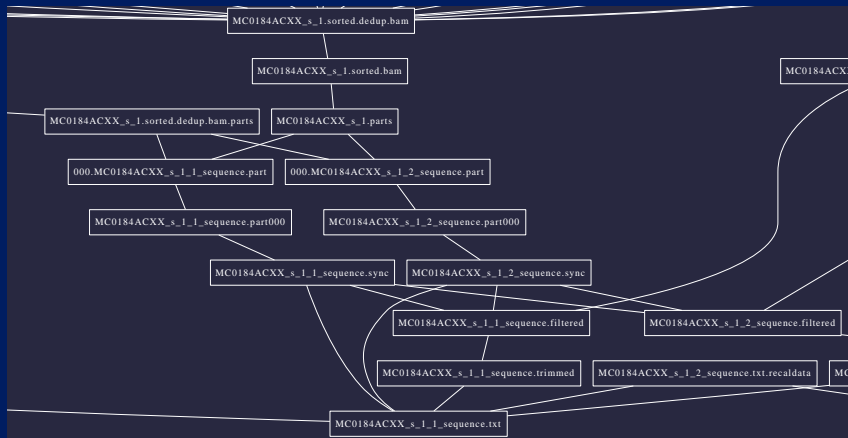 MC0184ACXX_s_1.sorted.dedup.bam
MC0184ACXX_s_1.sorted.bam
MC0184ACX
MC0184ACXX_s_1.sorted.dedup.bam.parts
MC0184ACXX_s_1.parts
000.MC0184ACXX_s_1_1_sequence.part
000.MC0184ACXX_s_1_2_sequence.part
MC0184ACXX_s_1_1_sequence.part000
MC0184ACXX_s_1_2_sequence.part000
MC0184ACXX_s_1_1_sequence.sync
MC0184ACXX_s_1_2_sequence.sync
MC0184ACXX_s_1_1_sequence.filtered
MC0184ACXX_s_1_2_sequence.filtered
MC0184ACXX_s_1_1_sequence.trimmed
MC0184ACXX_s_1_2_sequence.txt.recaldata
MC
MC0184ACXX_s_1_1_sequence.txt